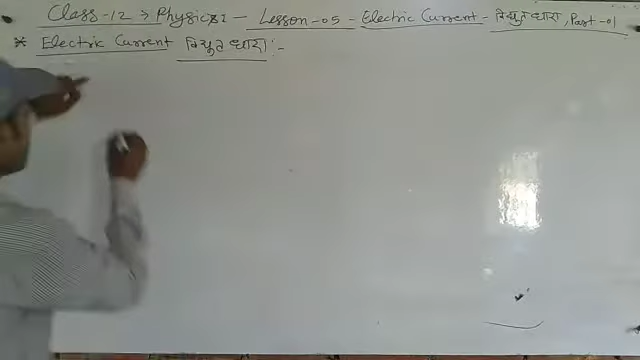 Class-12 → Physics: - Lesson-05 - Electric Current - विधुत धारा, Part-01
* Electric Current विधुत धारा :-